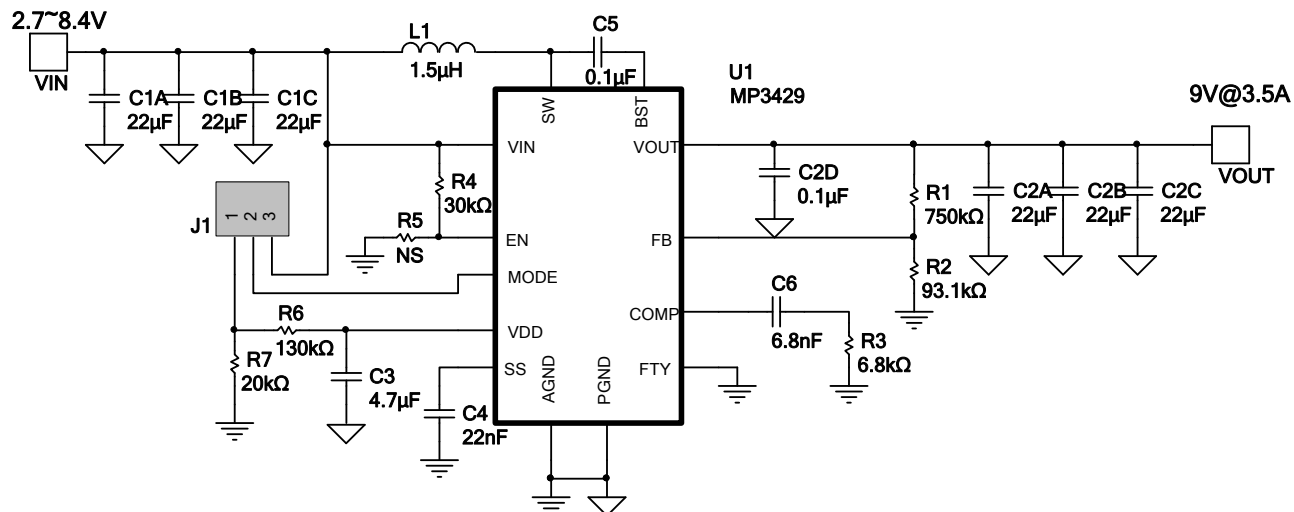 2.7~8.4V
VIN
C1A
22µF
C1B
22µF
C1C
22µF
L1
1.5µH
C5
0.1µF
U1
MP3429
SW
BST
VIN
VOUT
EN
FB
MODE
COMP
VDD
SS
FTY
AGND
PGND
9V@3.5A
VOUT
C2D
0.1µF
R1
750kΩ
C2A
22µF
C2B
22µF
C2C
22µF
R2
93.1kΩ
R4
30kΩ
R5
NS
J1
1
2
3
R6
130kΩ
R7
20kΩ
C3
4.7µF
C4
22nF
C6
6.8nF
R3
6.8kΩ